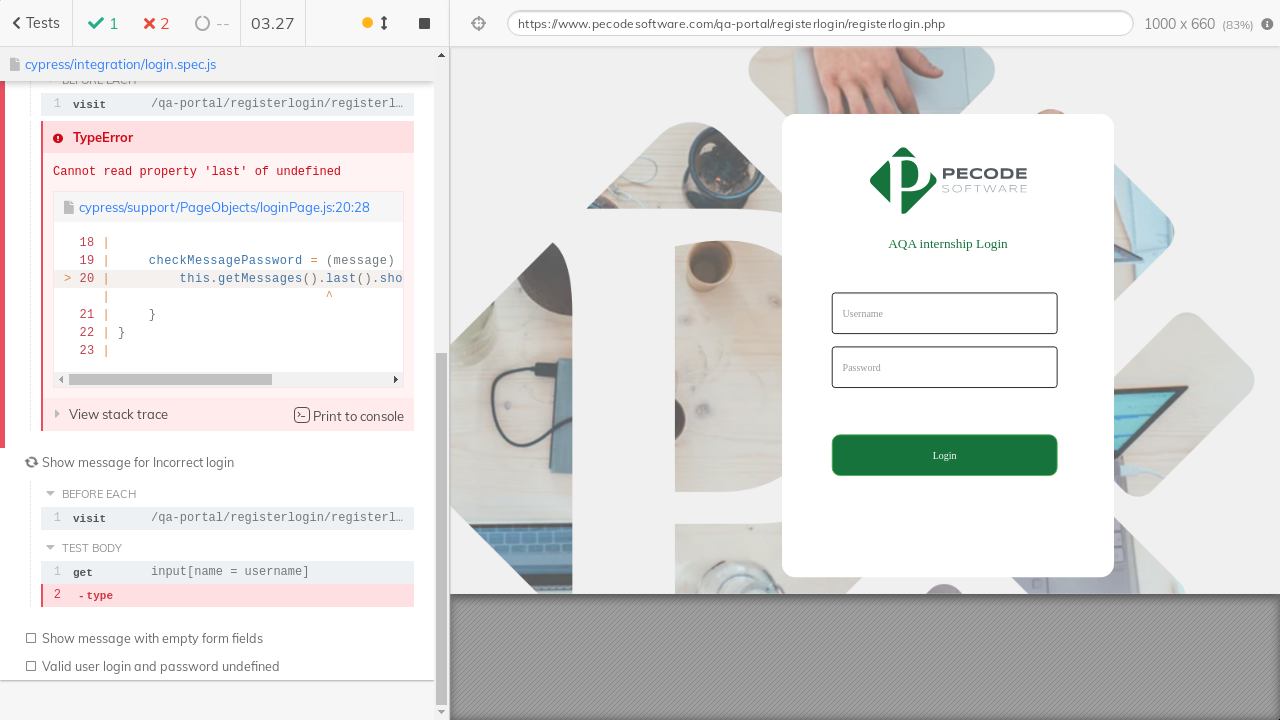 Tests
1
2
--
03.27
https://www.pecodesoftware.com/qa-portal/registerlogin/registerlogin.php
1000 x 660 (83%)
cypress/integration/login.spec.js
BEFORE EACH
1 visit /qa-portal/registerlogin/registerl…
TypeError
Cannot read property 'last' of undefined
cypress/support/PageObjects/loginPage.js:20:28
18 |
19 | checkMessagePassword = (message)
> 20 | this.getMessages().last().sho
| ^
21 | }
22 | }
23 |
View stack trace
Print to console
Show message for Incorrect login
BEFORE EACH
1 visit /qa-portal/registerlogin/registerl…
TEST BODY
1 get input[name = username]
2 - type
Show message with empty form fields
Valid user login and password undefined
PECODE
SOFTWARE
AQA internship Login
Username
Password
Login